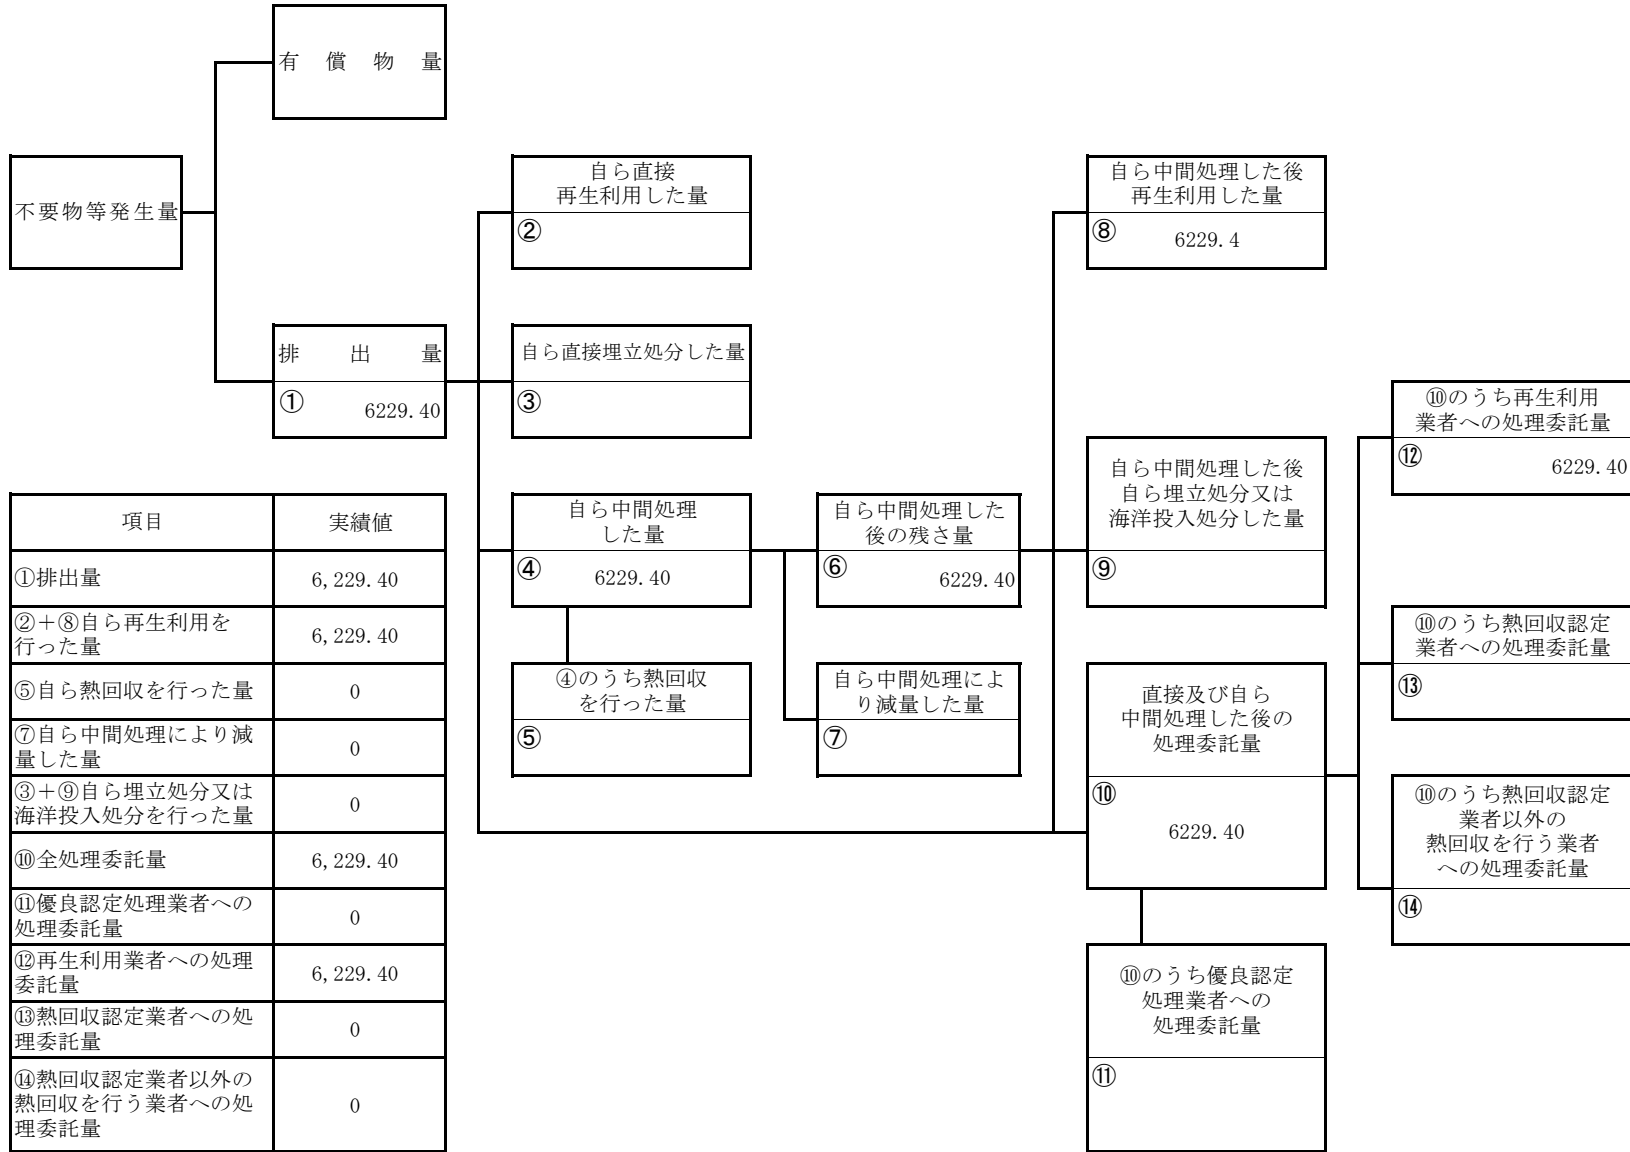 有償物量
不要物等発生量
自ら直接
再生利用した量
②
自ら中間処理した後
再生利用した量
⑧ 6229.4
排出量
① 6229.40
自ら直接埋立処分した量
③
⑩のうち再生利用
業者への処理委託量
⑫ 6229.40
自ら中間処理
した量
④ 6229.40
自ら中間処理した
後の残さ量
⑥ 6229.40
自ら中間処理した後
自ら埋立処分又は
海洋投入処分した量
⑨
④のうち熱回収
を行った量
⑤
自ら中間処理によ
り減量した量
⑦
直接及び自ら
中間処理した後の
処理委託量
⑩
6229.40
⑩のうち熱回収認定
業者への処理委託量
⑬
⑩のうち熱回収認定
業者以外の
熱回収を行う業者
への処理委託量
⑭
⑩のうち優良認定
処理業者への
処理委託量
⑪
項目 実績値
①排出量 6,229.40
②+⑧自ら再生利用を
行った量 6,229.40
⑤自ら熱回収を行った量 0
⑦自ら中間処理により減
量した量 0
③+⑨自ら埋立処分又は
海洋投入処分を行った量 0
⑩全処理委託量 6,229.40
⑪優良認定処理業者への
処理委託量 0
⑫再生利用業者への処理
委託量 6,229.40
⑬熱回収認定業者への処
理委託量 0
⑭熱回収認定業者以外の
熱回収を行う業者への処
理委託量 0